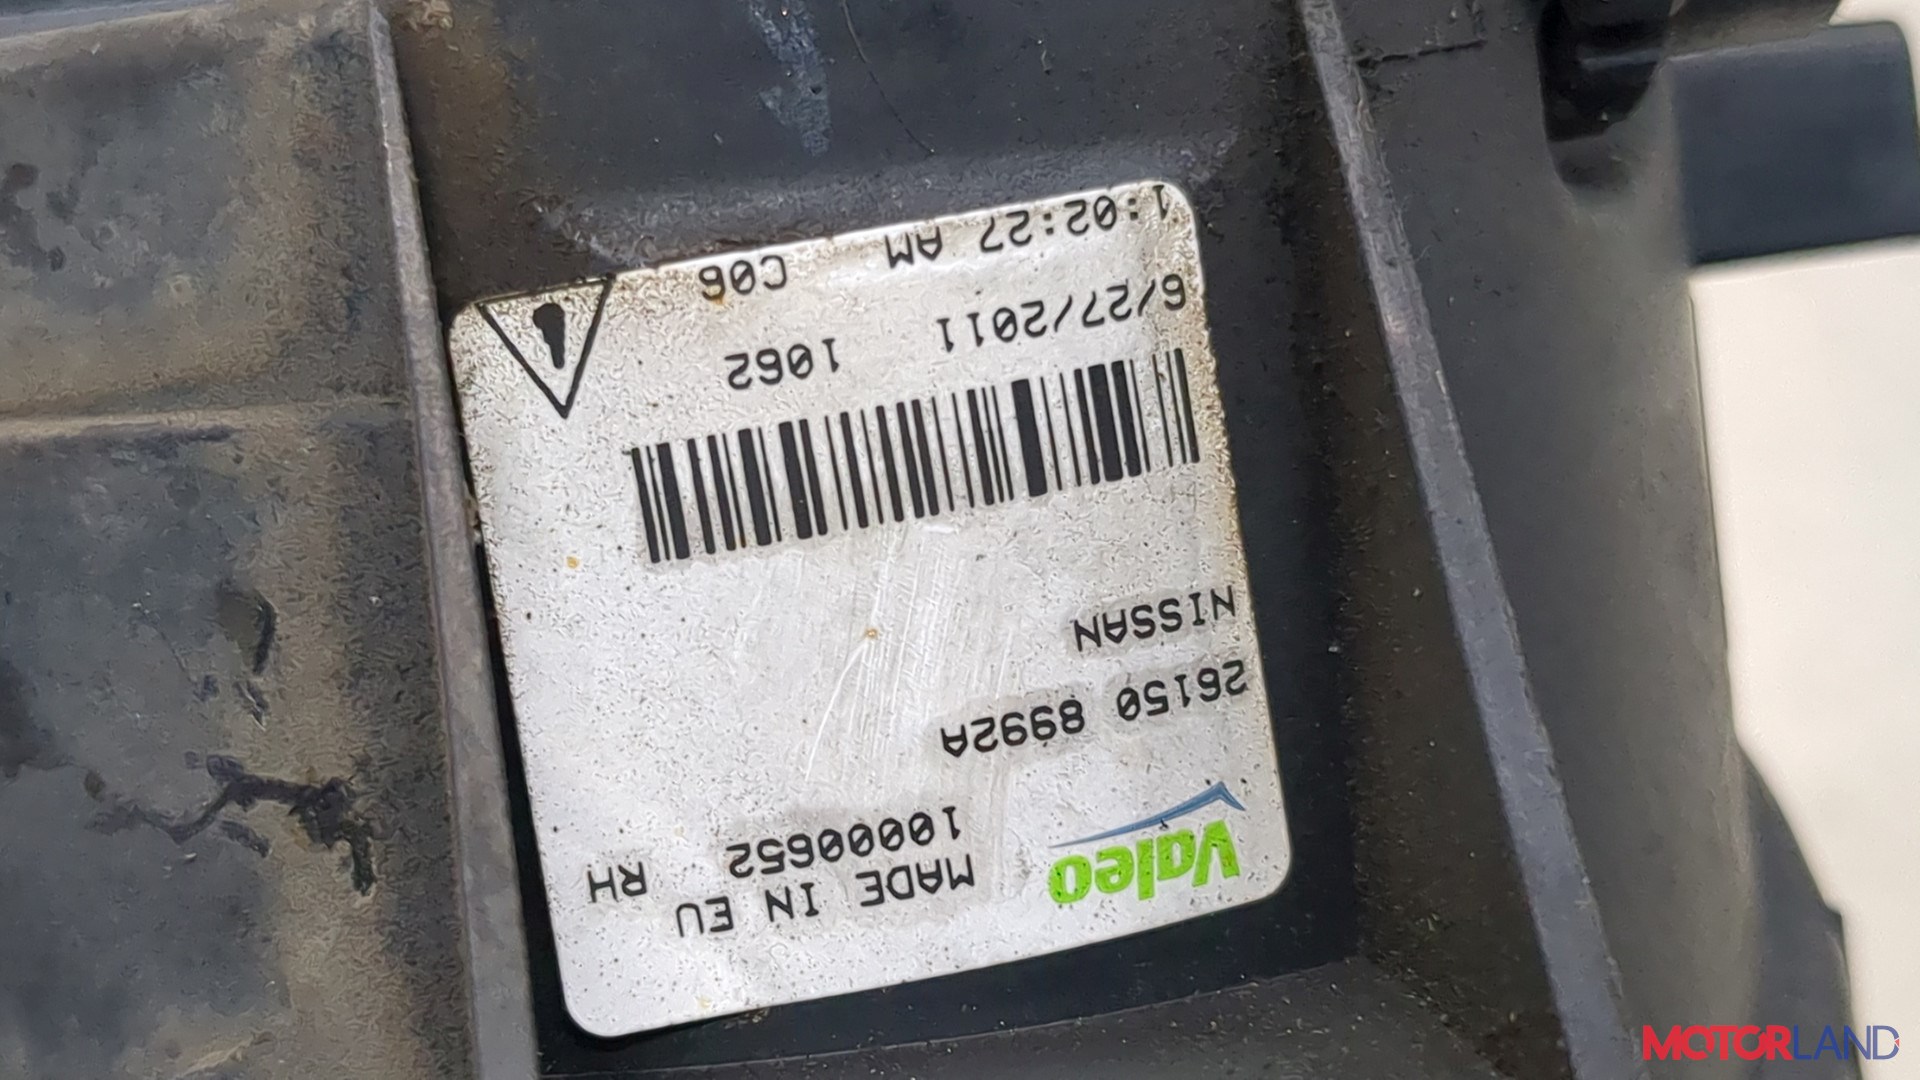 Valeo
MADE IN EU
10000652 RH
26150 8992A
NISSAN
6/27/2011 1062
1:02:27 AM C06
MOTORLAND